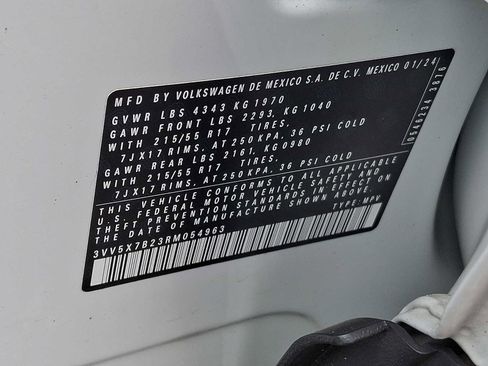 MFD BY VOLKSWAGEN DE MEXICO S.A. DE C.V. MEXICO 01/24
GVWR LBS 4343 KG 1970
GAWR FRONT LBS 2293, KG 1040
WITH 215/55 R17 TIRES,
7JX17 RIMS, AT 250 KPA, 36 PSI COLD
GAWR REAR LBS 2161, KG 0980
WITH 215/55 R17 TIRES,
7JX17 RIMS, AT 250 KPA, 36 PSI COLD
THIS VEHICLE CONFORMS TO ALL APPLICABLE
U.S. FEDERAL MOTOR VEHICLE SAFETY AND
THEFT PREVENTION STANDARDS IN EFFECT ON
THE DATE OF MANUFACTURE SHOWN ABOVE.
3VV5X7B23RM054963 TYPE: MPV